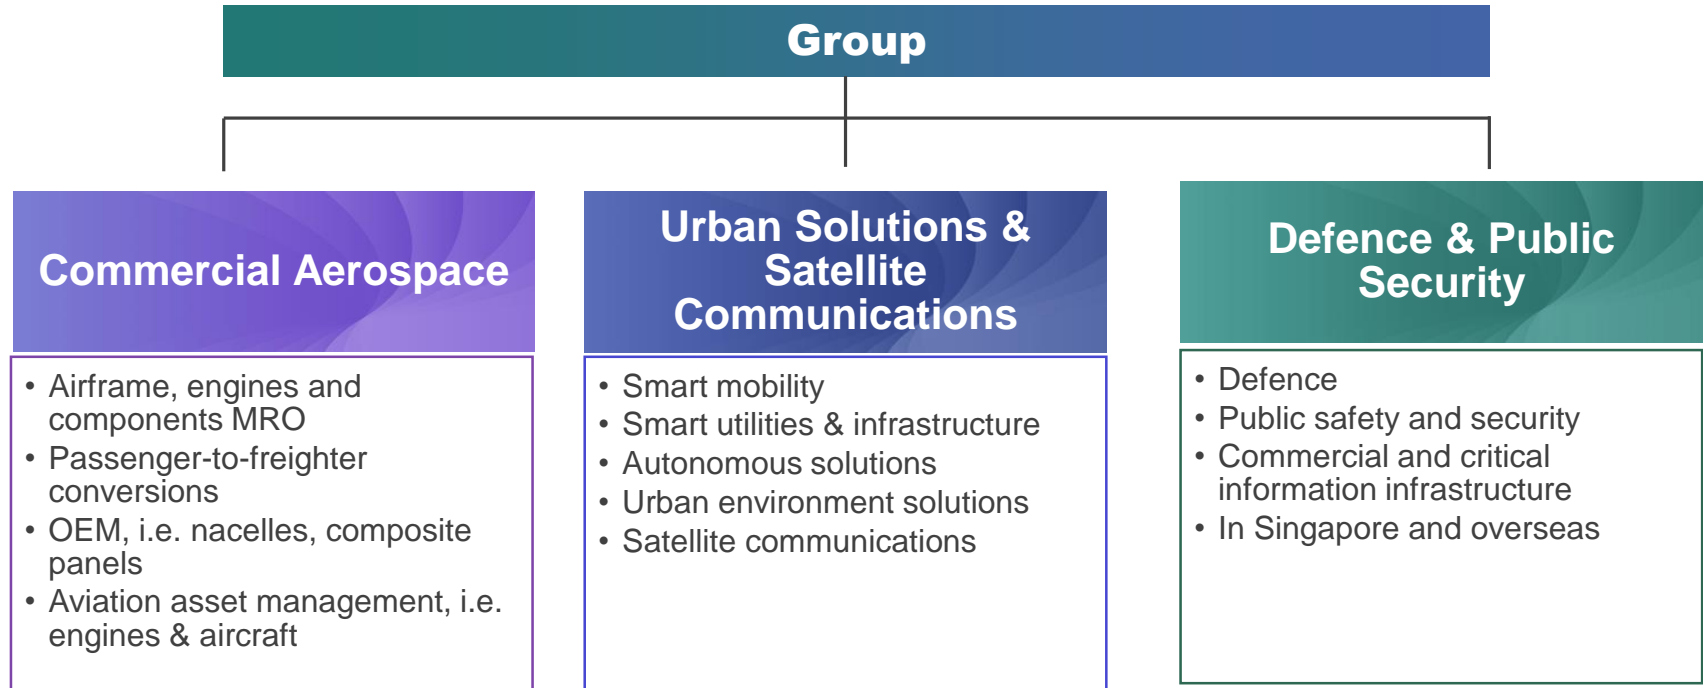 Group
Commercial Aerospace
• Airframe, engines and
components MRO
• Passenger-to-freighter
conversions
• OEM, i.e. nacelles, composite
panels
• Aviation asset management, i.e.
engines & aircraft
Urban Solutions &
Satellite
Communications
• Smart mobility
• Smart utilities & infrastructure
• Autonomous solutions
• Urban environment solutions
• Satellite communications
Defence & Public
Security
• Defence
• Public safety and security
• Commercial and critical
information infrastructure
• In Singapore and overseas